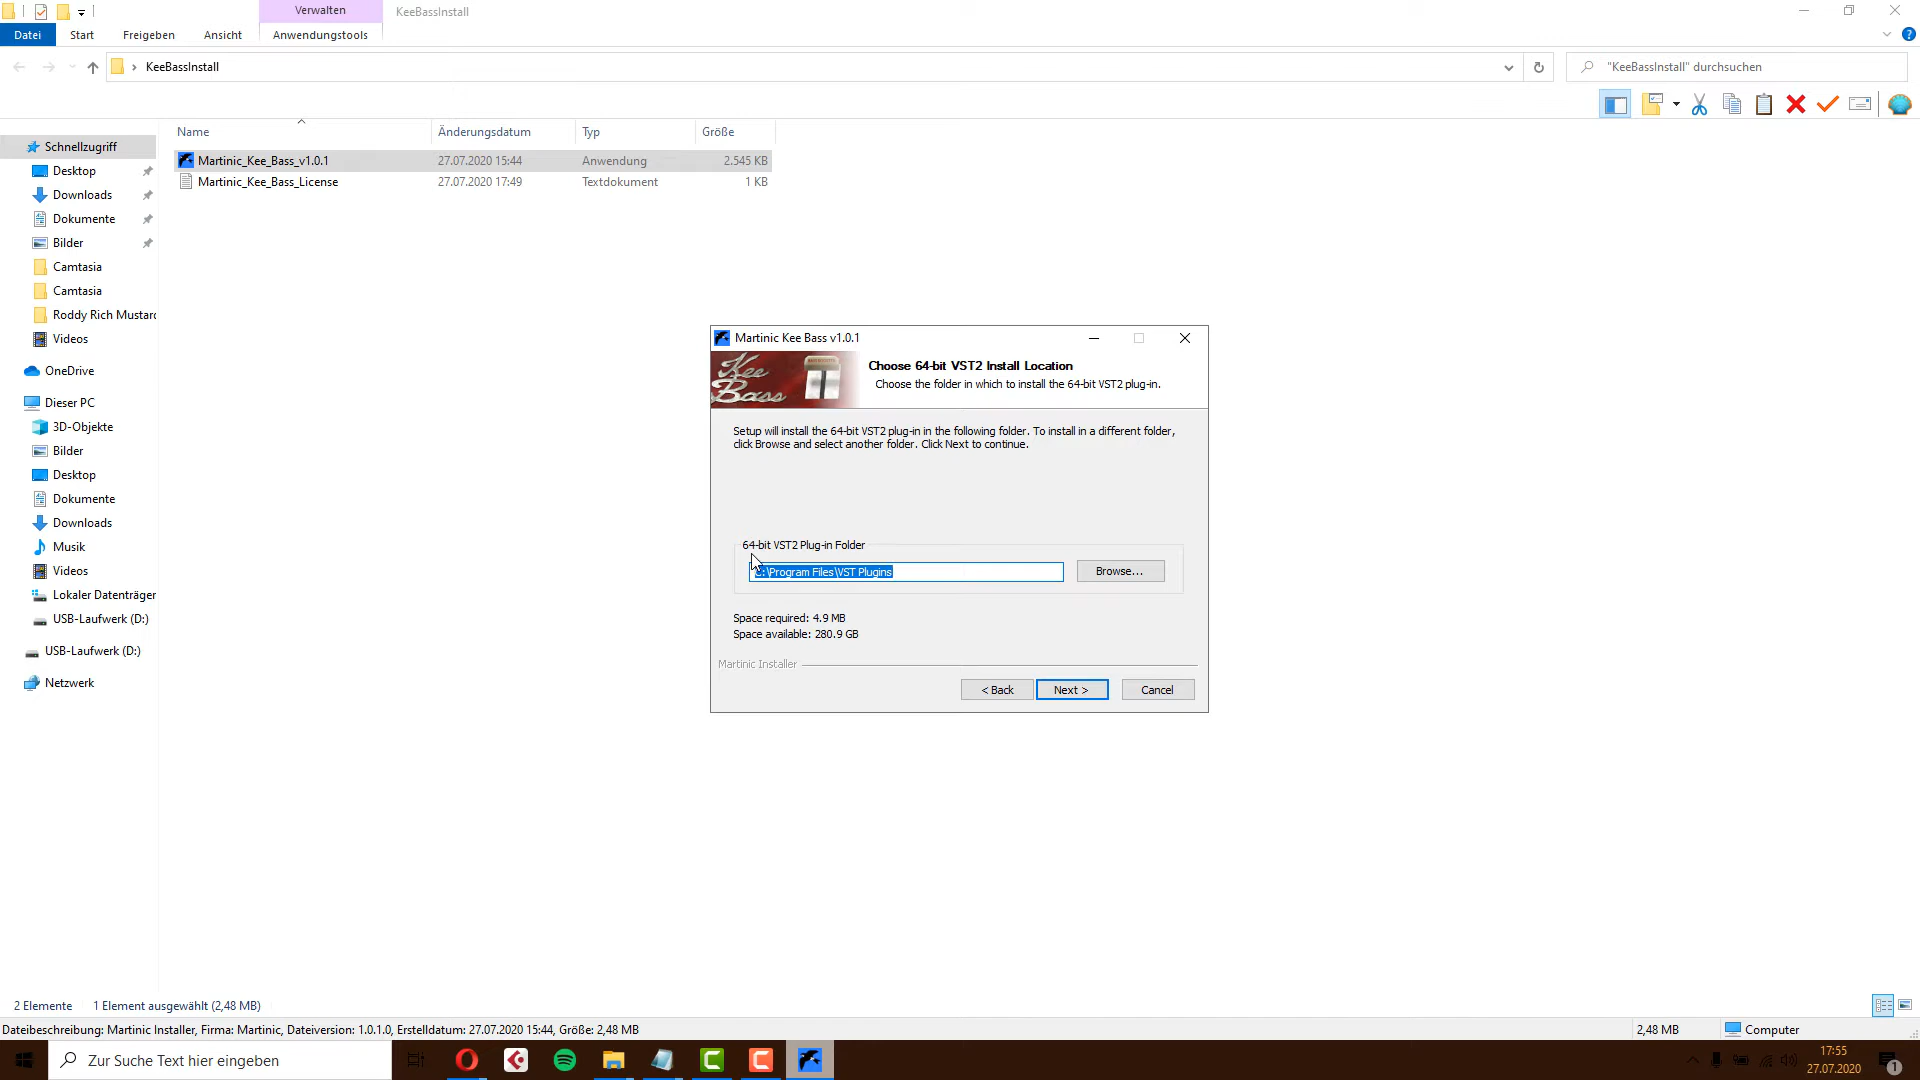 Verwalten
KeeBassInstall
Datei
Start
Freigeben
Ansicht
Anwendungstools
KeeBassInstall
"KeeBassInstall" durchsuchen
Name
Änderungsdatum
Typ
Größe
Martinic_Kee_Bass_v1.0.1
27.07.2020 15:44
Anwendung
2.545 KB
Martinic_Kee_Bass_License
27.07.2020 17:49
Textdokument
1 KB
Schnellzugriff
Desktop
Downloads
Dokumente
Bilder
Camtasia
Camtasia
Roddy Rich Mustard
Videos
OneDrive
Dieser PC
3D-Objekte
Bilder
Desktop
Dokumente
Downloads
Musik
Videos
Lokaler Datenträger
USB-Laufwerk (D:)
USB-Laufwerk (D:)
Netzwerk
Martinic Kee Bass v1.0.1
Kee
Bass
Choose 64-bit VST2 Install Location
Choose the folder in which to install the 64-bit VST2 plug-in.
Setup will install the 64-bit VST2 plug-in in the following folder. To install in a different folder,
click Browse and select another folder. Click Next to continue.
64-bit VST2 Plug-in Folder
C:\Program Files\VST Plugins
Browse...
Space required: 4.9 MB
Space available: 280.9 GB
Martinic Installer
< Back
Next >
Cancel
2 Elemente
1 Element ausgewählt (2,48 MB)
Dateibeschreibung: Martinic Installer, Firma: Martinic, Dateiversion: 1.0.1.0, Erstelldatum: 27.07.2020 15:44, Größe: 2,48 MB
2,48 MB
Computer
Zur Suche Text hier eingeben
17:55
27.07.2020
1